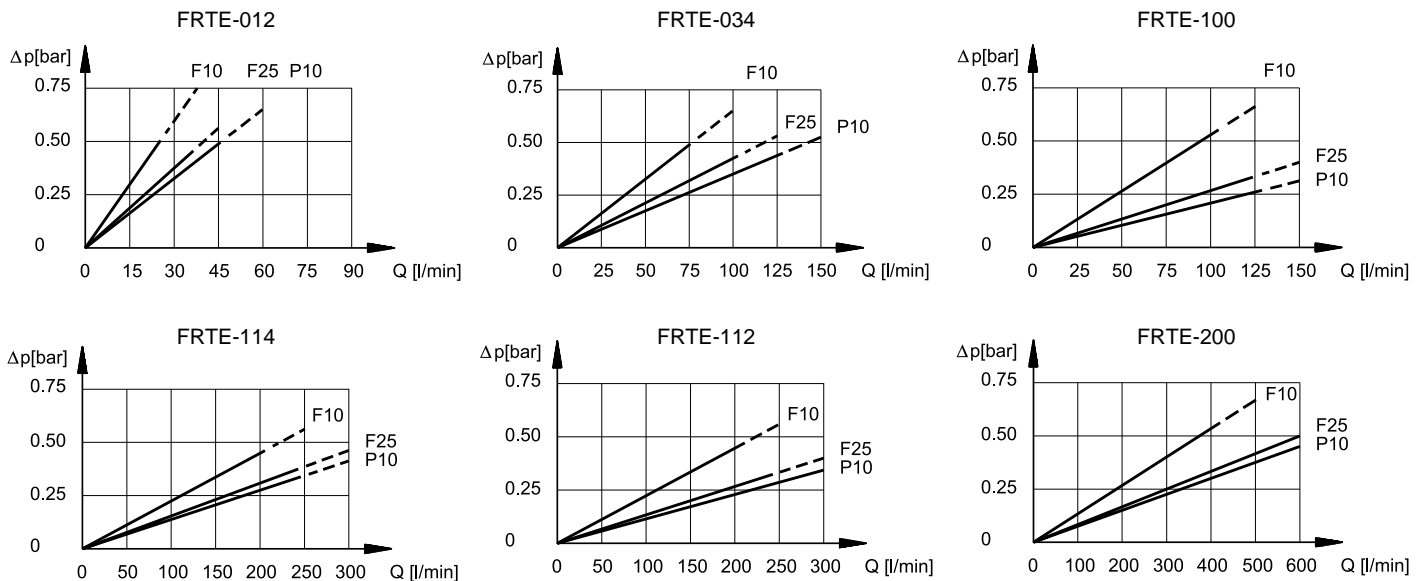 FRTE-012
Δp[bar]
F10 F25 P10
0.75
0.50
0.25
0
0 15 30 45 60 75 90 Q [l/min]
FRTE-034
Δp[bar]
F10
0.75
F25
P10
0.50
0.25
0
0 25 50 75 100 125 150 Q [l/min]
FRTE-100
Δp[bar]
F10
0.75
0.50
F25
P10
0.25
0
0 25 50 75 100 125 150 Q [l/min]
FRTE-114
Δp[bar]
0.75
F10
0.50
F25
P10
0.25
0
0 50 100 150 200 250 300 Q [l/min]
FRTE-112
Δp[bar]
0.75
F10
0.50
F25
P10
0.25
0
0 50 100 150 200 250 300 Q [l/min]
FRTE-200
Δp[bar]
0.75
F10
0.50
F25
P10
0.25
0
0 100 200 300 400 500 600 Q [l/min]